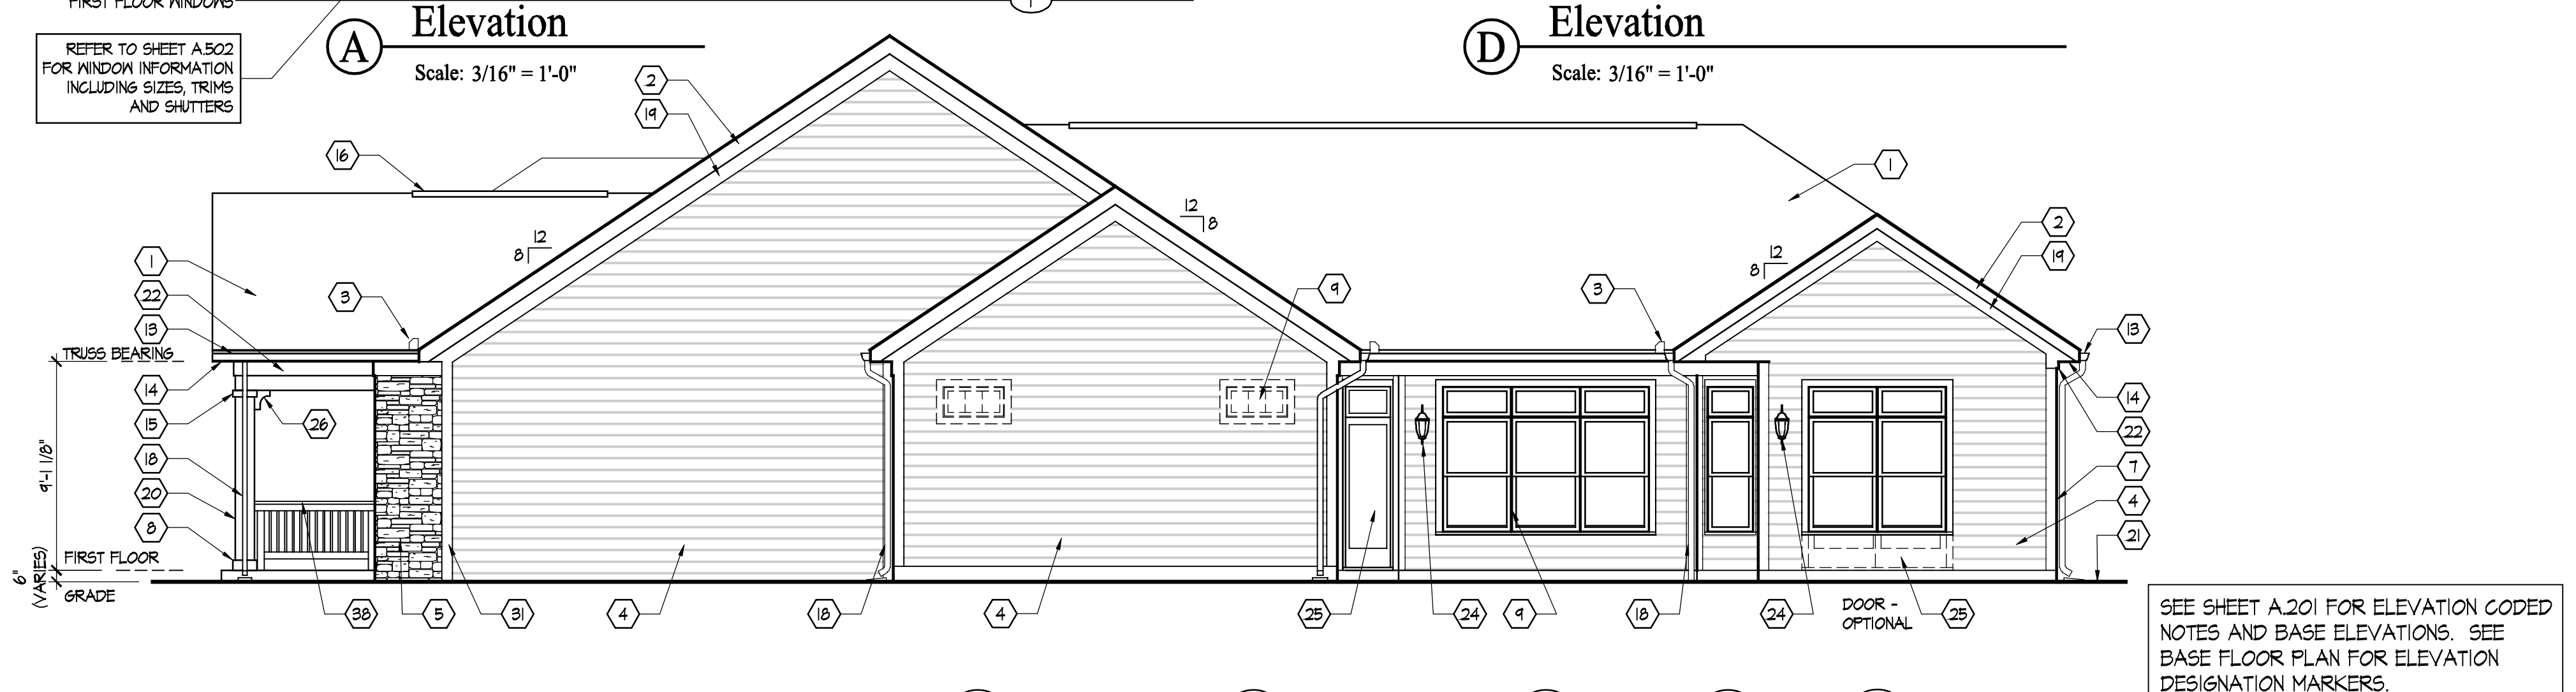 FIRST FLOOR WINDOWS
A
Elevation
Scale: 3/16" = 1'-0"
D
Elevation
Scale: 3/16" = 1'-0"
REFER TO SHEET A.502
FOR WINDOW INFORMATION
INCLUDING SIZES, TRIMS
AND SHUTTERS
2
19
16
1
12
8
12
8
12
8
2
19
1
22
3
9
3
13
13
TRUSS BEARING
14
15
26
18
20
8
9'-1 1/8"
14
22
7
4
21
FIRST FLOOR
6"
(VARIES)
GRADE
38
5
31
4
18
4
25
24
9
18
24
DOOR -
OPTIONAL
25
SEE SHEET A.201 FOR ELEVATION CODED
NOTES AND BASE ELEVATIONS. SEE
BASE FLOOR PLAN FOR ELEVATION
DESIGNATION MARKERS.